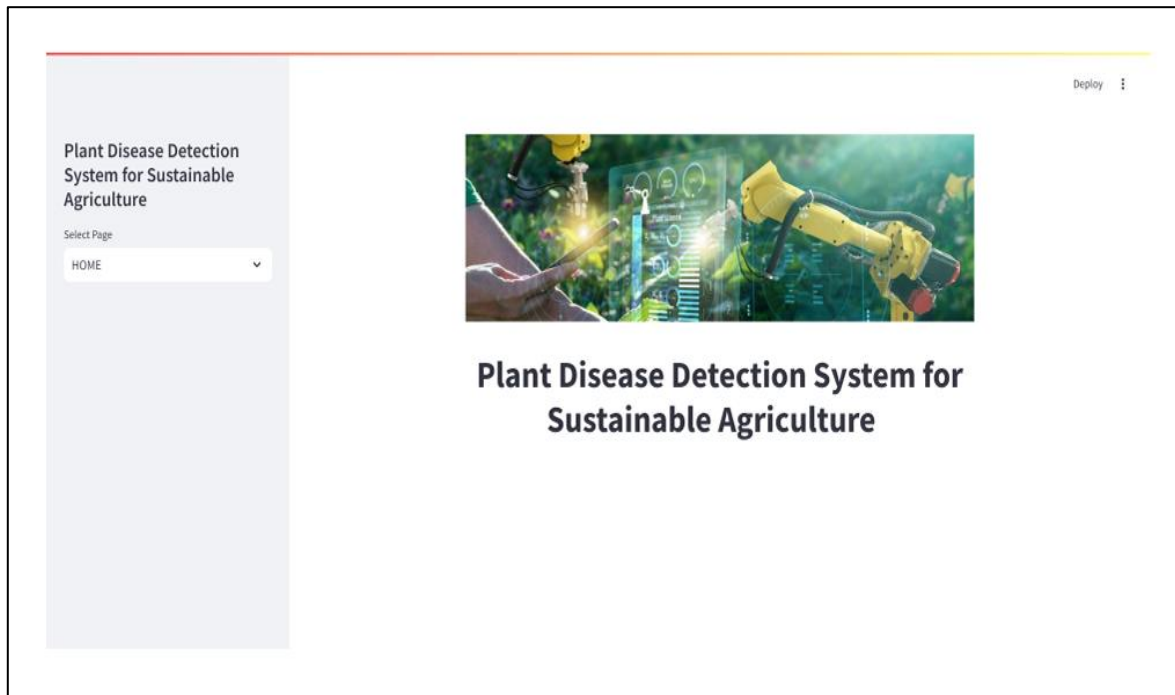 Deploy
Plant Disease Detection
System for Sustainable
Agriculture
Select Page
HOME
Plant Disease Detection System for
Sustainable Agriculture